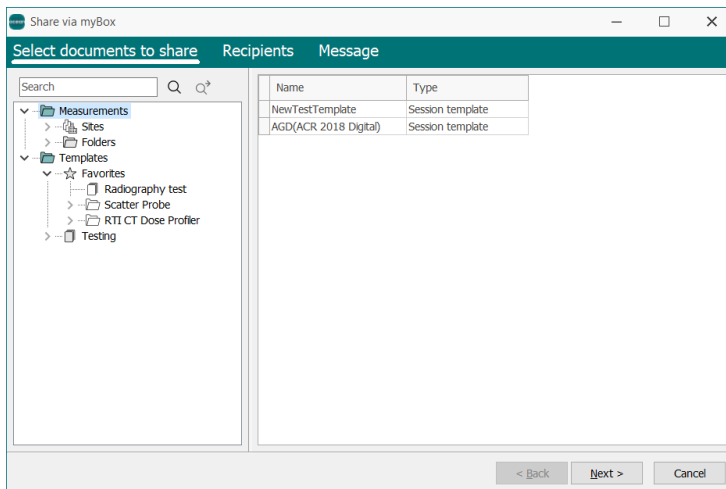 Share via myBox
Select documents to share Recipients Message
Search
Measurements
Sites
Folders
Templates
Favorites
Radiography test
Scatter Probe
RTI CT Dose Profiler
Testing
Name Type
NewTestTemplate Session template
AGD(ACR 2018 Digital) Session template
< Back Next > Cancel